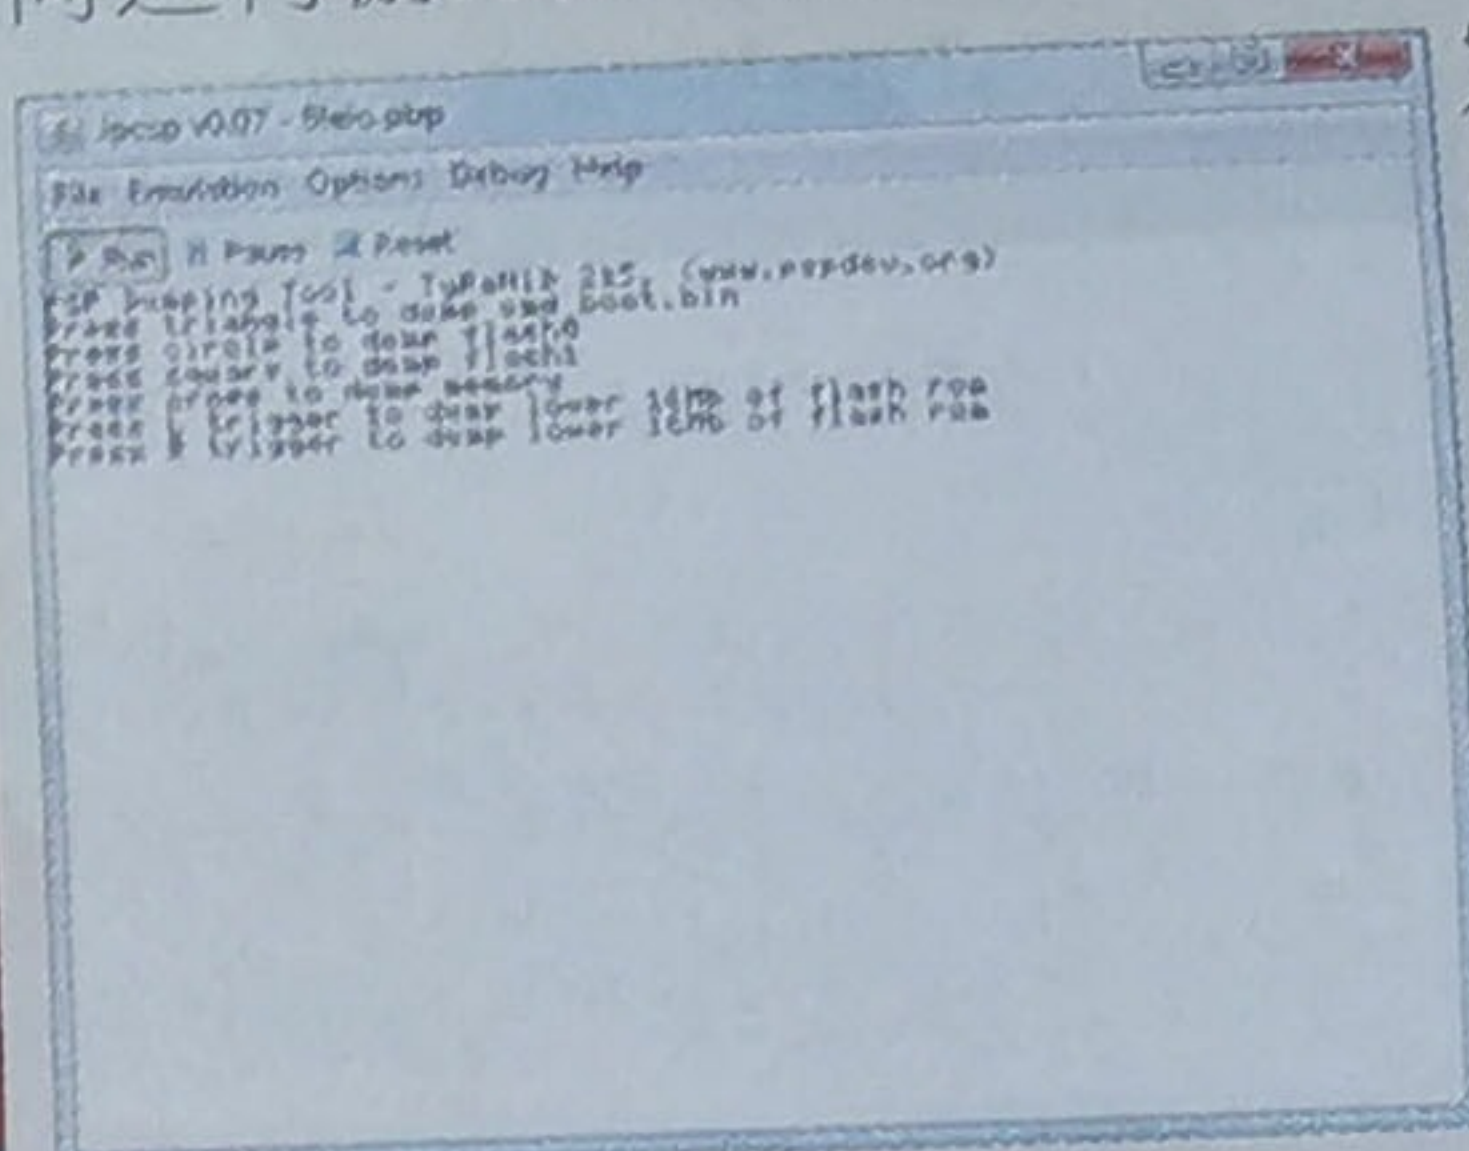 Jpcsp v0.07 -
File Emulation Options Debug Help
Run Pause Reset
PSP Dumping Tool - TyRaNiD 2k5. (www.pspdev.org)
Press triangle to dump umd boot.bin
Press circle to dump flash0
Press square to dump flash1
Press cross to dump memory
Press L trigger to dump lower 16mb of flash rom
Press R trigger to dump lower 16mb of flash rom